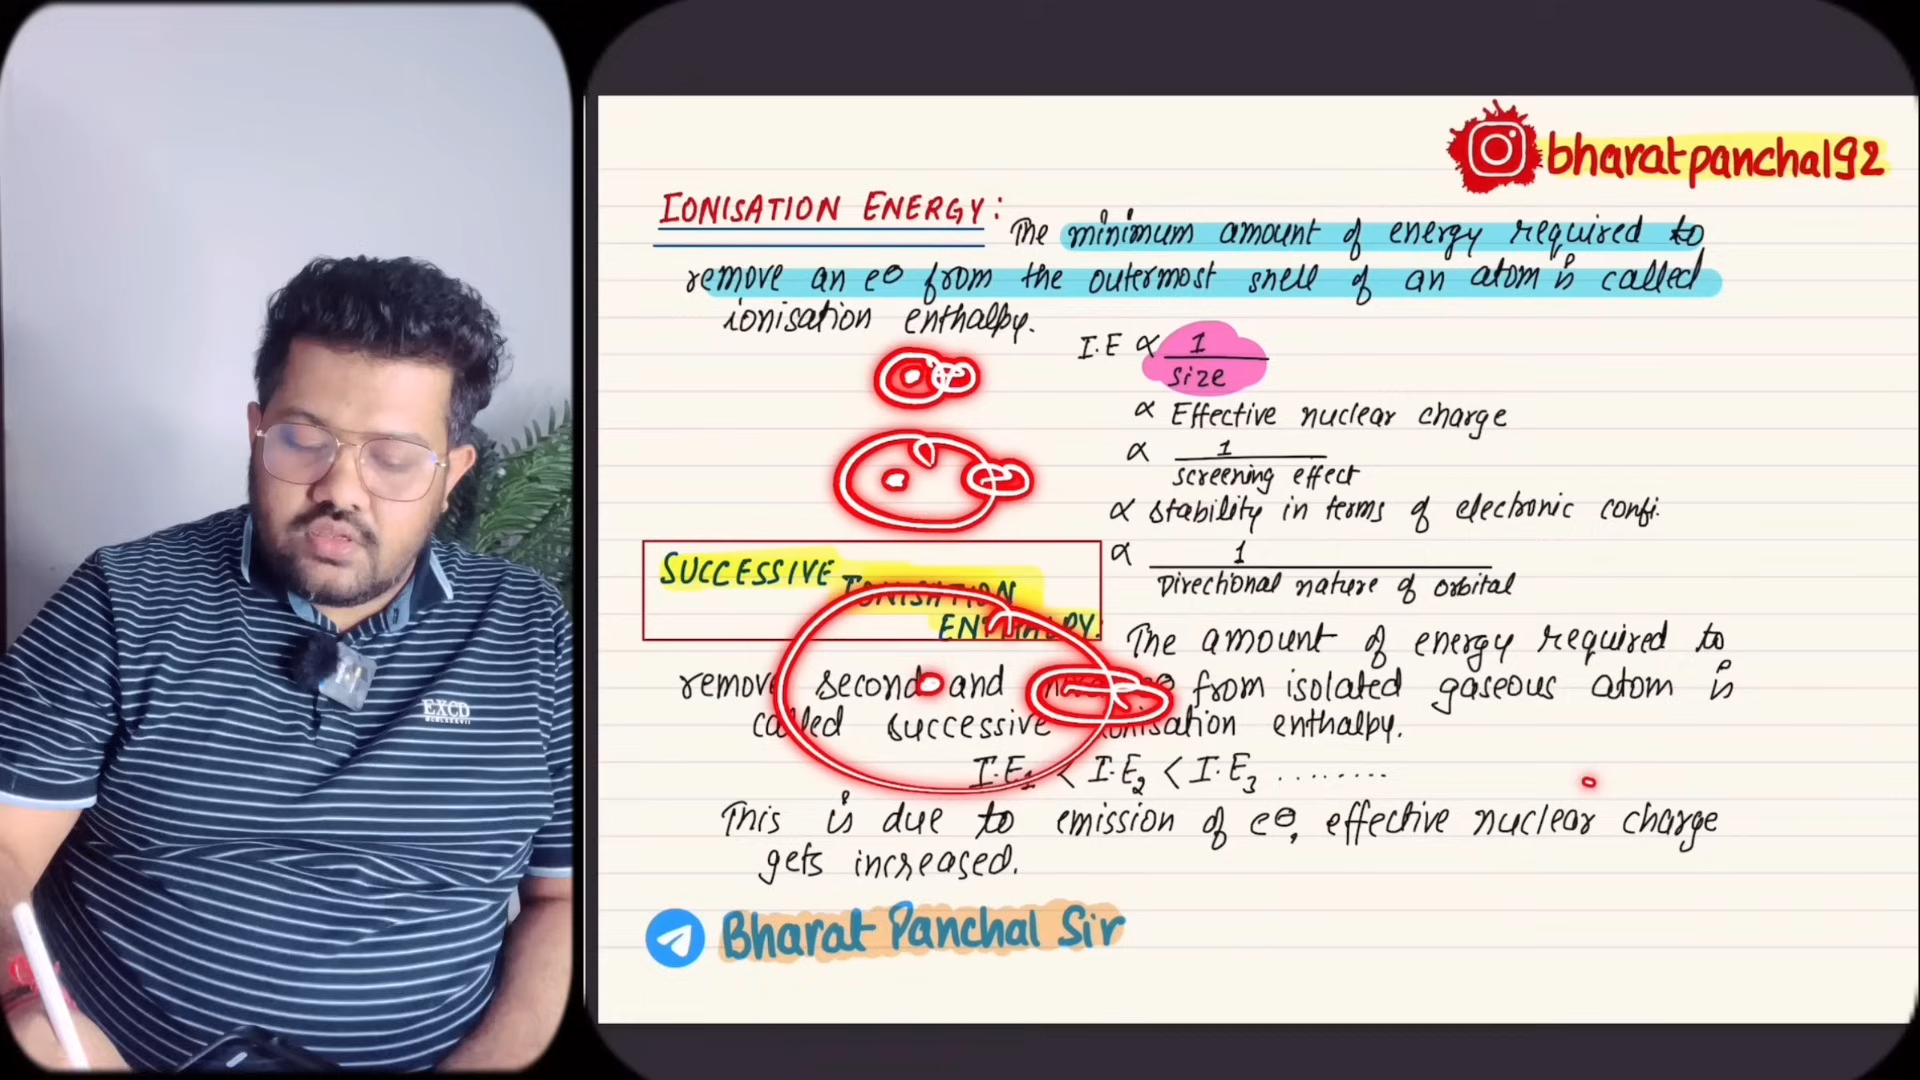 bharatpanchal92
IONISATION ENERGY: The minimum amount of energy required to
remove an e⊖ from the outermost shell of an atom is called
ionisation enthalpy.
I.E ∝ 1
size
∝ Effective nuclear charge
∝ 1
screening effect
∝ stability in terms of electronic confi.
∝ 1
Directional nature of orbital
SUCCESSIVE IONISATION
ENTHALPY: The amount of energy required to
remove second and from isolated gaseous atom is
called successive ionisation enthalpy.
I.E₁ < I.E₂ < I.E₃ ........
This is due to emission of e⊖, effective nuclear charge
gets increased.
Bharat Panchal Sir
EXCD